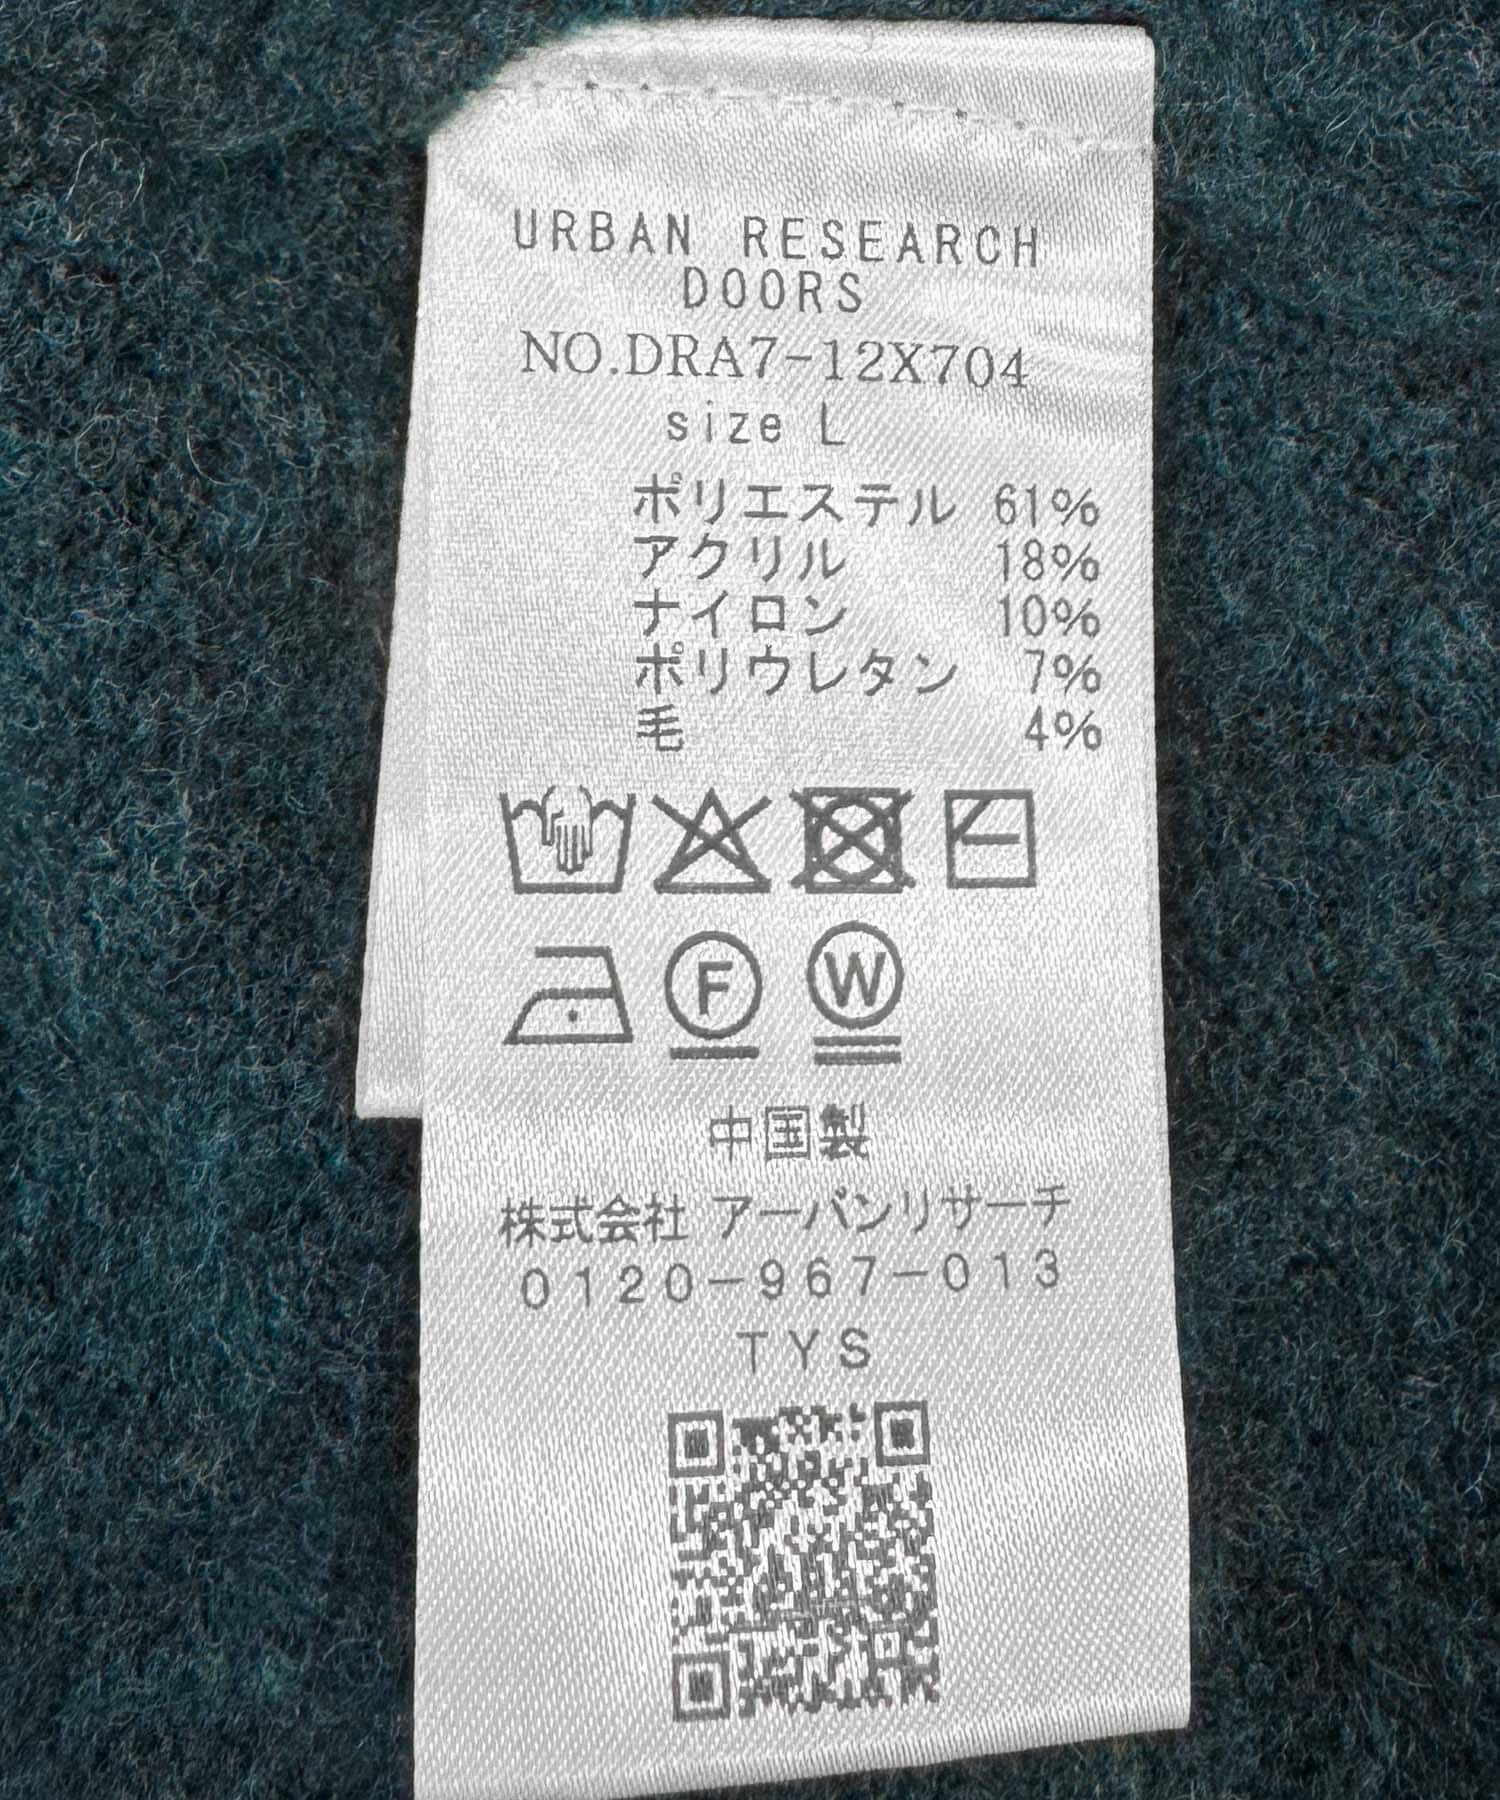 URBAN RESEARCH
DOORS
NO.DRA7-12X704
size L
ポリエステル 61%
アクリル 18%
ナイロン 10%
ポリウレタン 7%
毛 4%
F W
中国製
株式会社 アーバンリサーチ
0120-967-013
TYS